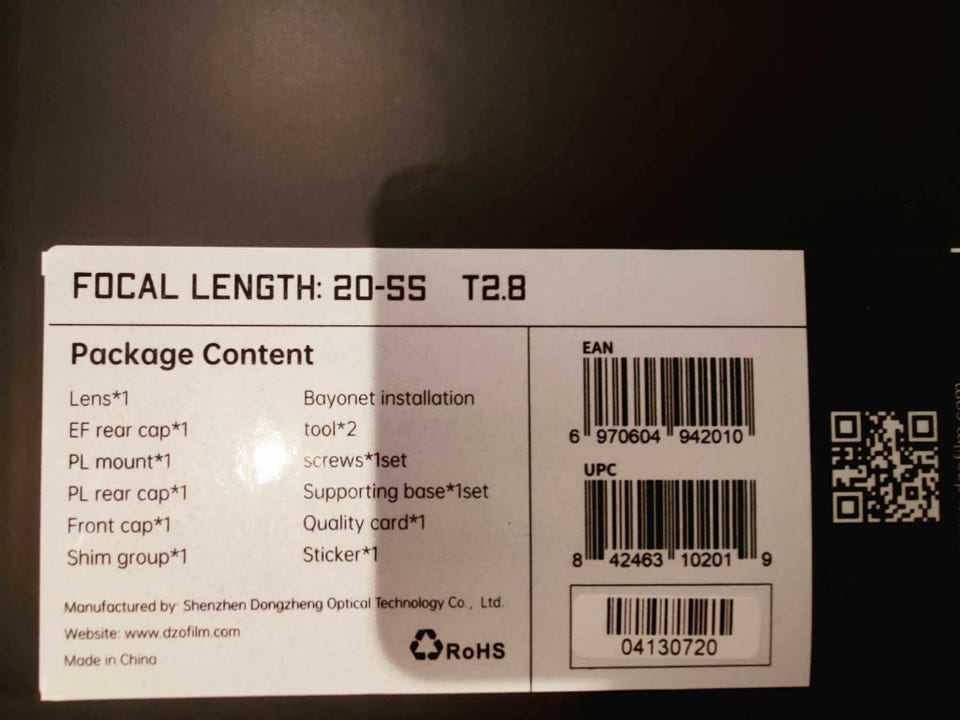 FOCAL LENGTH: 20-55 T2.8
Package Content
Lens*1
EF rear cap*1
PL mount*1
PL rear cap*1
Front cap*1
Shim group*1
Bayonet installation
tool*2
screws*1set
Supporting base*1set
Quality card*1
Sticker*1
Manufactured by: Shenzhen Dongzheng Optical Technology Co., Ltd.
Website: www.dzofilm.com
Made in China
RoHS
EAN
6 970604 942010
UPC
8 42463 10201 9
04130720